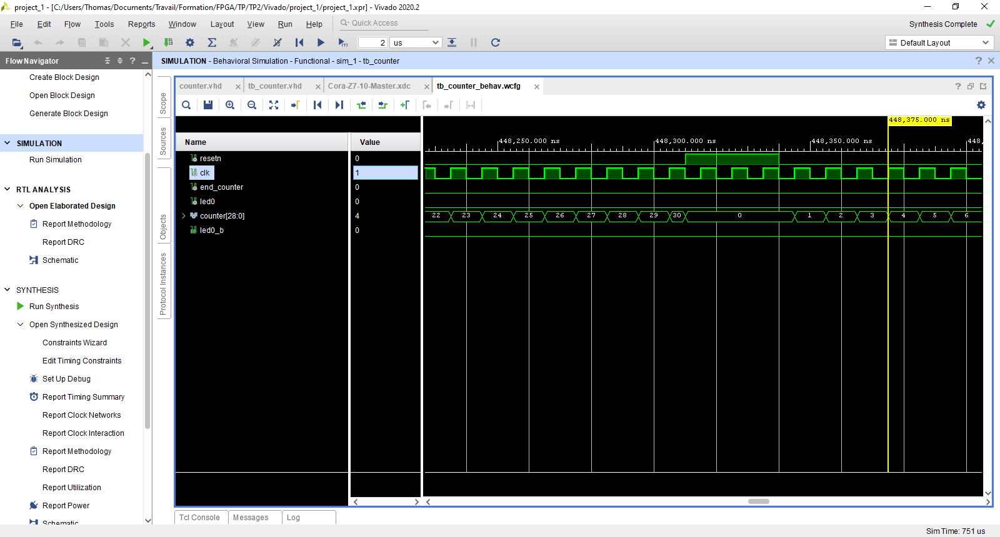 project_1 - [C:/Users/Thomas/Documents/Travail/Formation/FPGA/TP/TP2/Vivado/project_1/project_1.xpr] - Vivado 2020.2
File Edit Flow Tools Reports Window Layout View Run Help Quick Access
Synthesis Complete
2 us
Default Layout
Flow Navigator
SIMULATION - Behavioral Simulation - Functional - sim_1 - tb_counter
Create Block Design
Open Block Design
Generate Block Design
SIMULATION
Run Simulation
RTL ANALYSIS
Open Elaborated Design
Report Methodology
Report DRC
Schematic
SYNTHESIS
Run Synthesis
Open Synthesized Design
Constraints Wizard
Edit Timing Constraints
Set Up Debug
Report Timing Summary
Report Clock Networks
Report Clock Interaction
Report Methodology
Report DRC
Report Utilization
Report Power
Schematic
Scope
Sources
Objects
Protocol Instances
counter.vhd
tb_counter.vhd
Cora-Z7-10-Master.xdc
tb_counter_behav.wcfg
448,375.000 ns
448,250.000 ns 448,300.000 ns 448,350.000 ns 448,
Name Value
resetn 0
clk 1
end_counter 0
led0 0
counter[28:0] 4
22 23 24 25 26 27 28 29 30 0 1 2 3 4 5 6
led0_b 0
Tcl Console Messages Log
Sim Time: 751 us